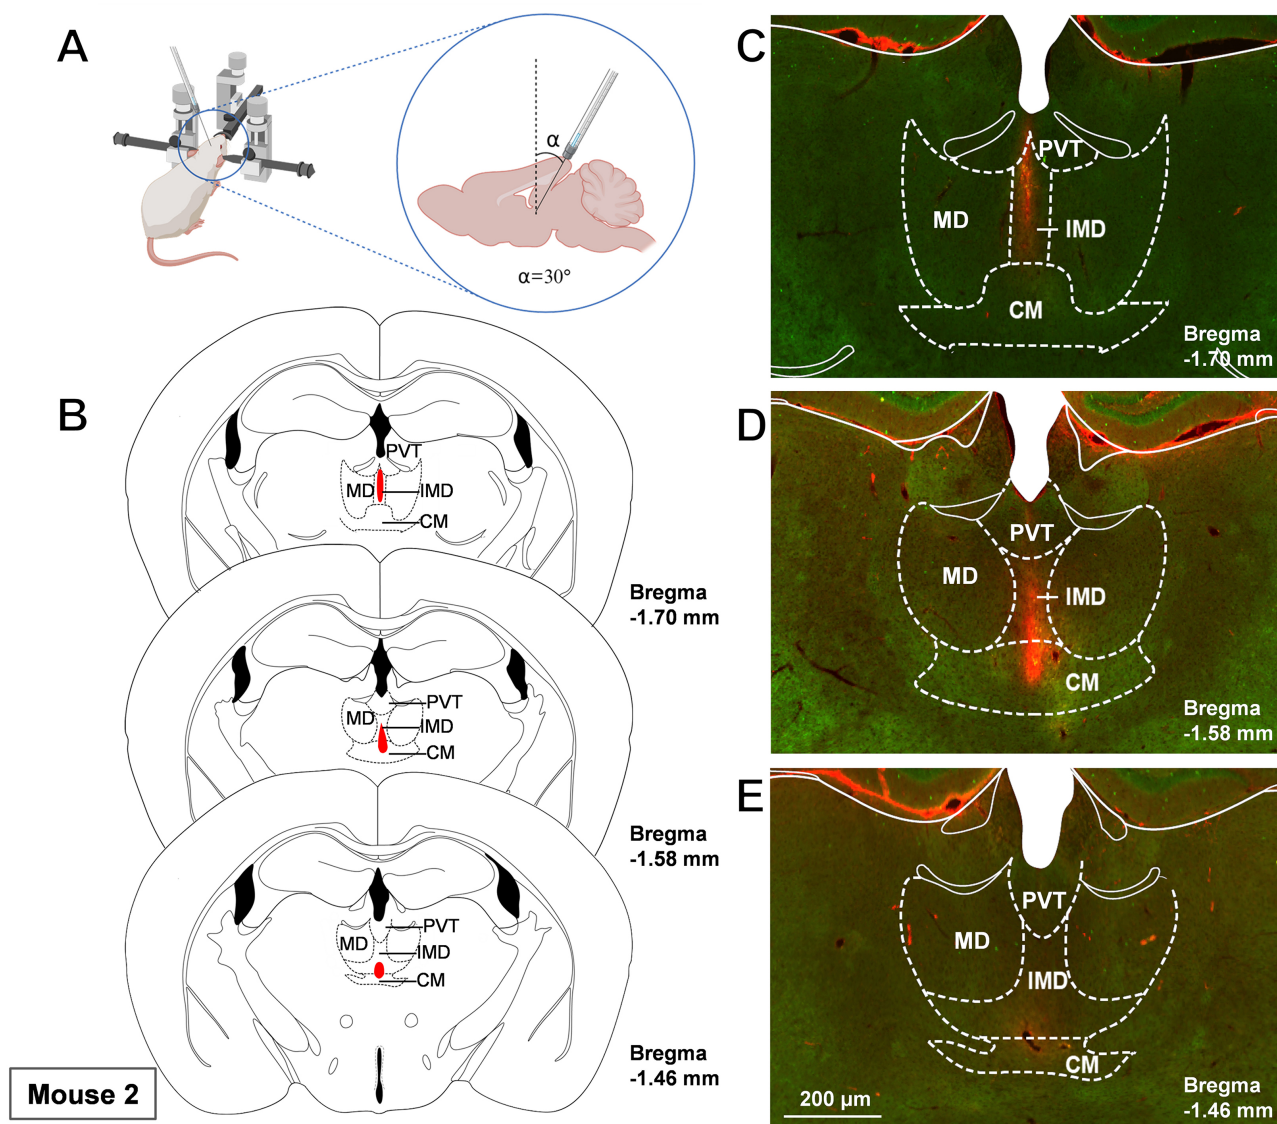 A
α
α=30°
B
PVT
MD
IMD
CM
Bregma
-1.70 mm
PVT
MD
IMD
CM
Bregma
-1.58 mm
PVT
MD
IMD
CM
Bregma
-1.46 mm
Mouse 2
C
PVT
MD
IMD
CM
Bregma
-1.70 mm
D
PVT
MD
IMD
CM
Bregma
-1.58 mm
E
PVT
MD
IMD
CM
Bregma
-1.46 mm
200 µm